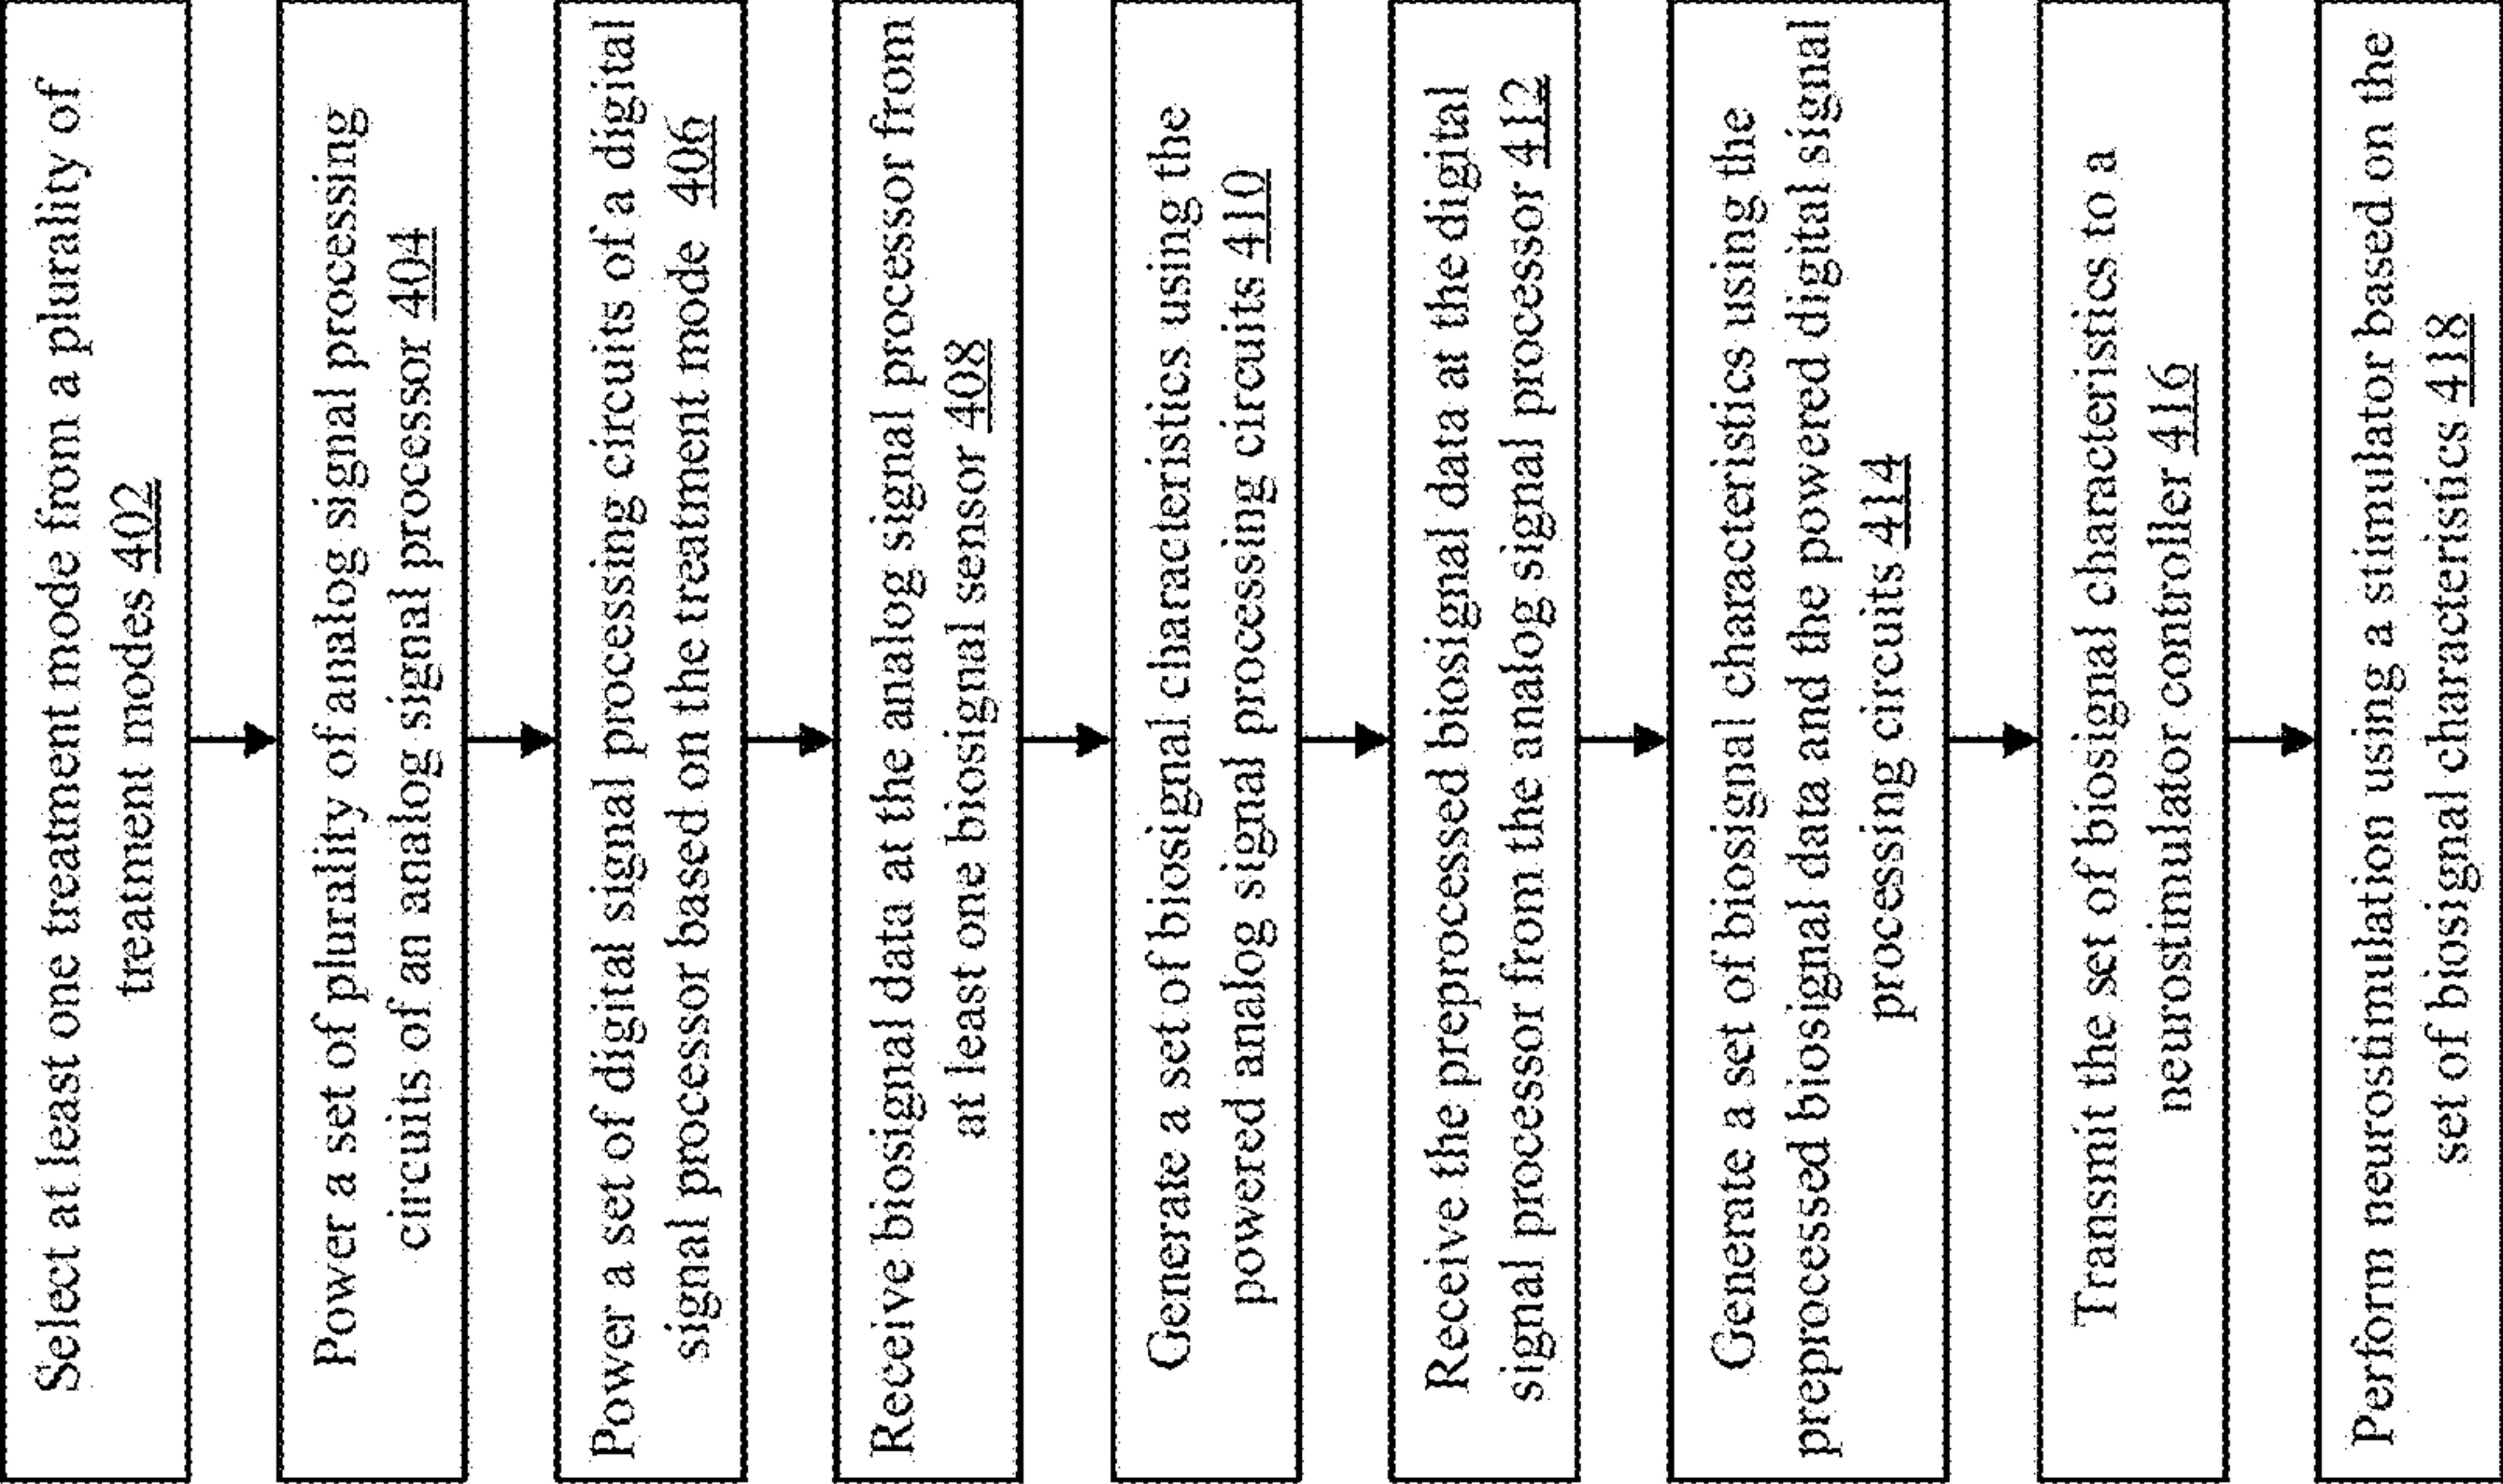 Select at least one treatment mode from a plurality of
treatment modes 402
Power a set of plurality of analog signal processing
circuits of an analog signal processor 404
Power a set of digital signal processing circuits of a digital
signal processor based on the treatment mode 406
Receive biosignal data at the analog signal processor from
at least one biosignal sensor 408
Generate a set of biosignal characteristics using the
powered analog signal processing circuits 410
Receive the preprocessed biosignal data at the digital
signal processor from the analog signal processor 412
Generate a set of biosignal characteristics using the
preprocessed biosignal data and the powered digital signal
processing circuits 414
Transmit the set of biosignal characteristics to a
neurostimulator controller 416
Perform neurostimulation using a stimulator based on the
set of biosignal characteristics 418